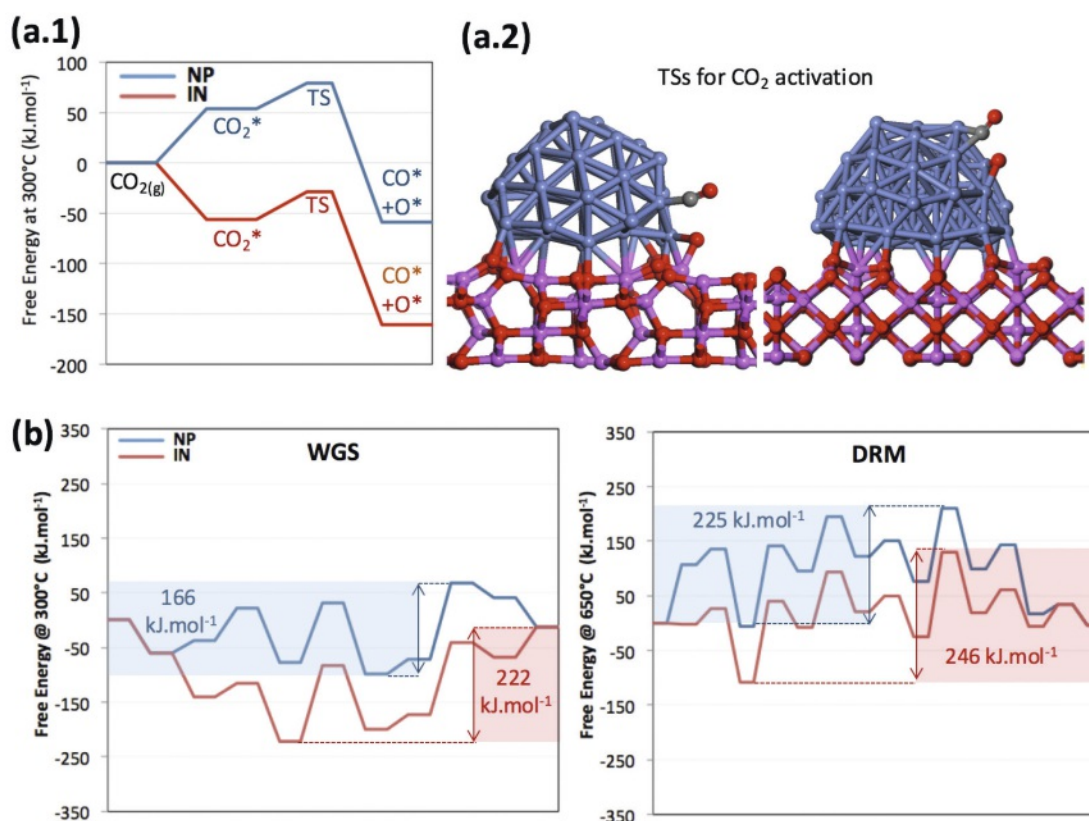 (a.1)
Free Energy at 300°C (kJ.mol⁻¹)
100
50
0
-50
-100
-150
-200
NP
IN
TS
CO₂*
CO₂(g)
CO*
+O*
TS
CO₂*
CO*
+O*
(a.2)
TSs for CO₂ activation
(b)
Free Energy @ 300°C (kJ.mol⁻¹)
350
250
150
50
-50
-150
-250
-350
NP
IN
WGS
166
kJ.mol⁻¹
222
kJ.mol⁻¹
Free Energy @ 650°C (kJ.mol⁻¹)
350
250
150
50
-50
-150
-250
-350
DRM
225 kJ.mol⁻¹
246 kJ.mol⁻¹